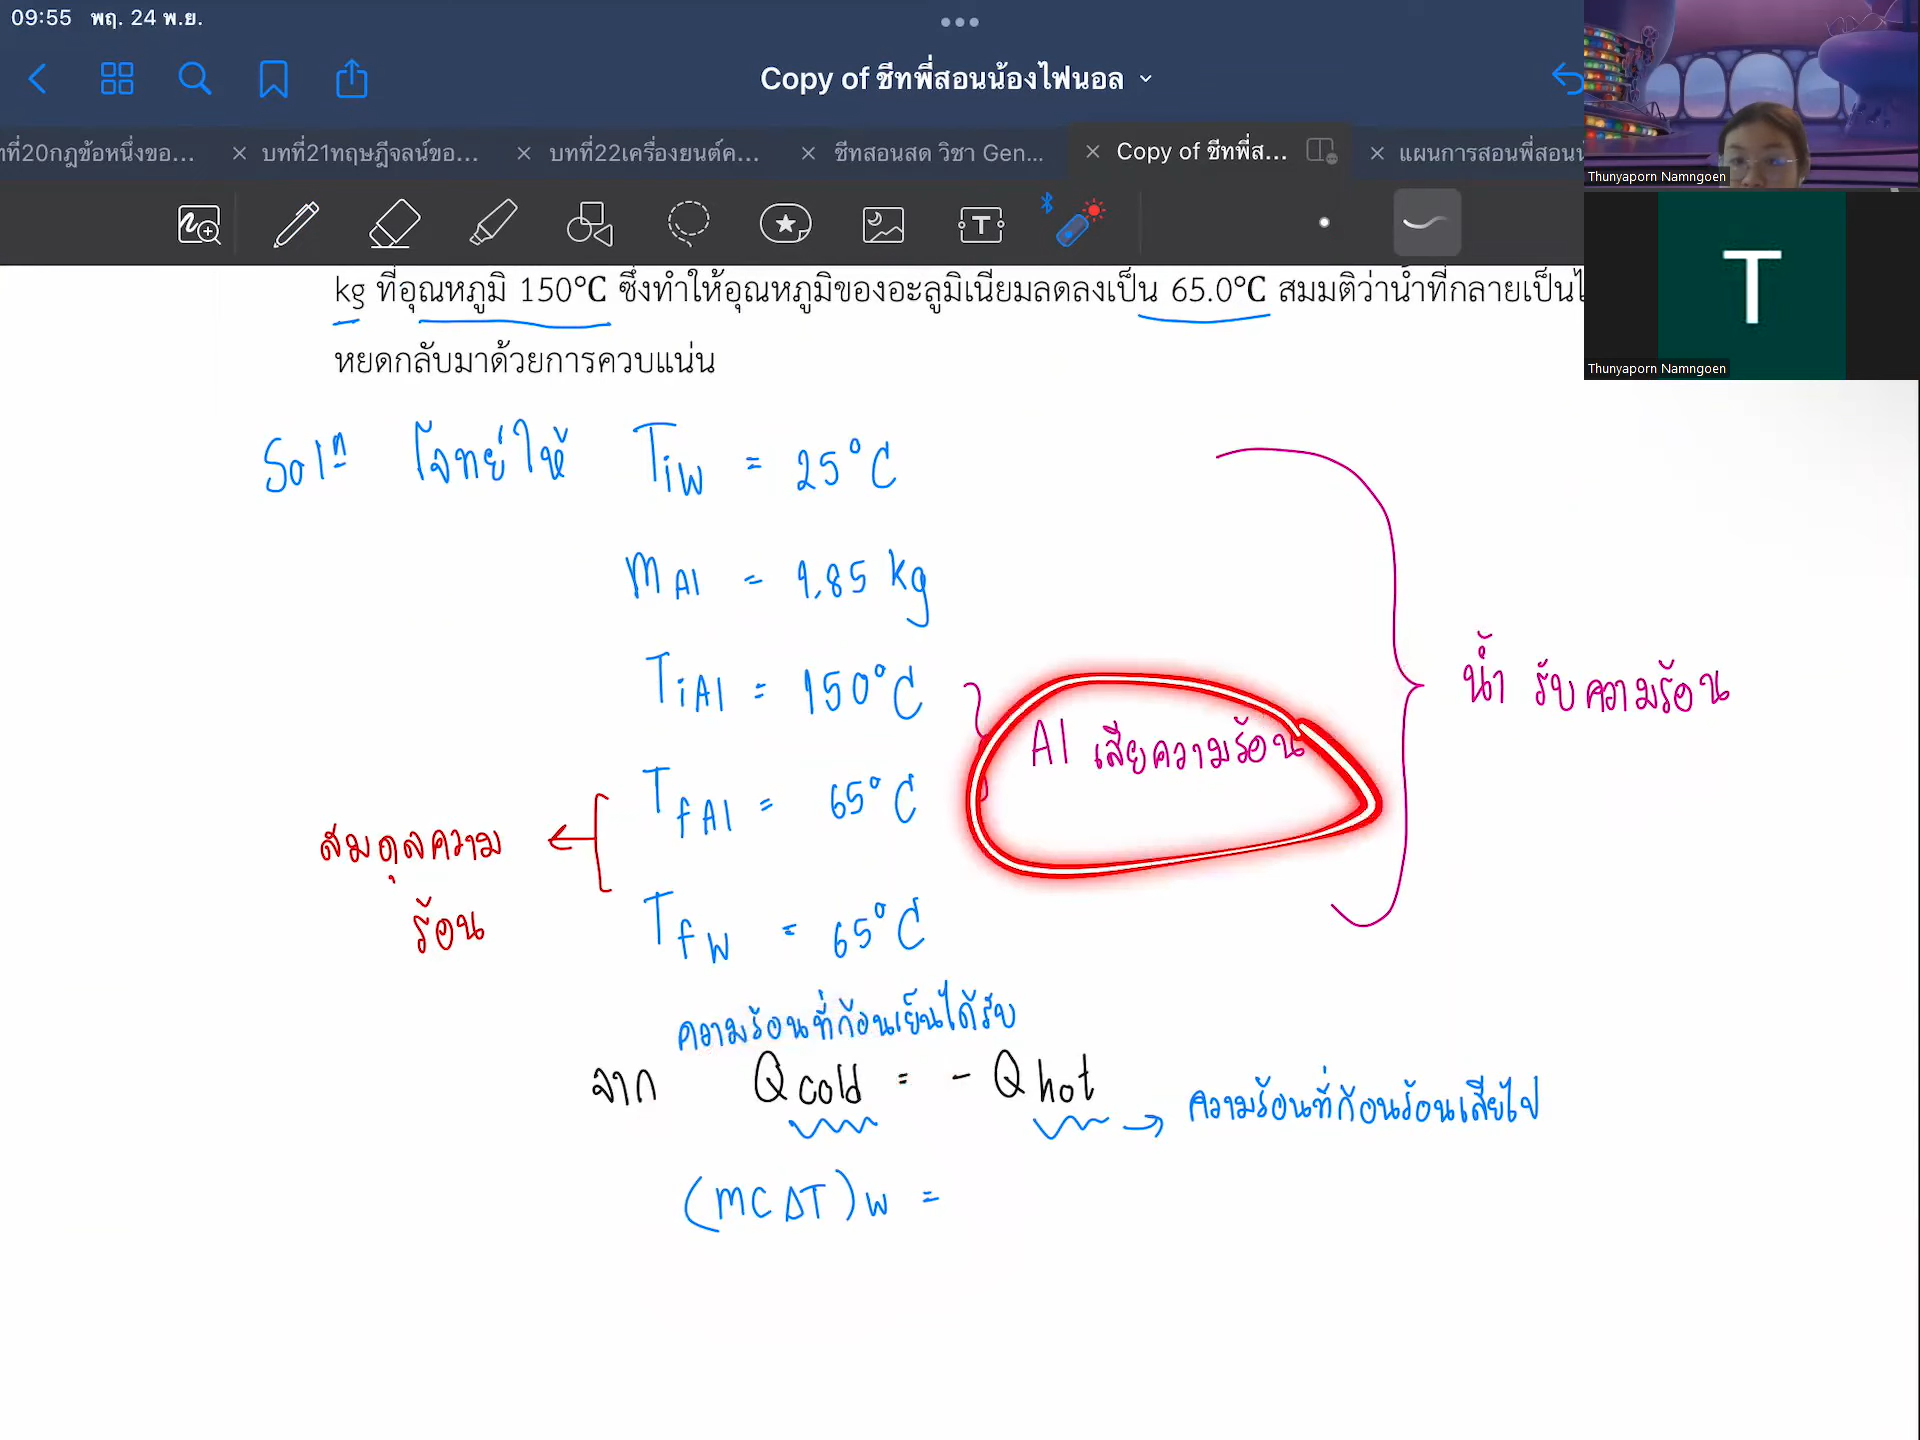 09:55 พฤ. 24 พ.ย.
Copy of ชีทพี่สอนน้องไฟนอล
ทที่20กฎข้อหนึ่งขอ...
บทที่21ทฤษฎีจลน์ขอ...
บทที่22เครื่องยนต์ค...
ชีทสอนสด วิชา Gen...
Copy of ชีทพี่ส...
แผนการสอนพี่สอนน
Thunyaporn Namngoen
T
Thunyaporn Namngoen
kg ที่อุณหภูมิ 150°C ซึ่งทำให้อุณหภูมิของอะลูมิเนียมลดลงเป็น 65.0°C สมมติว่าน้ำที่กลายเป็นไ
หยดกลับมาด้วยการควบแน่น
Solⁿ โจทย์ให้ TiW = 25°C
mAl = 1.85 kg
TiAl = 150°C
Al เสียความร้อน
น้ำ รับความร้อน
TfAl = 65°C
สมดุลความ
ร้อน
TfW = 65°C
ความร้อนที่ก้อนเย็นได้รับ
จาก Qcold = - Qhot → ความร้อนที่ก้อนร้อนเสียไป
(mcΔT)w =